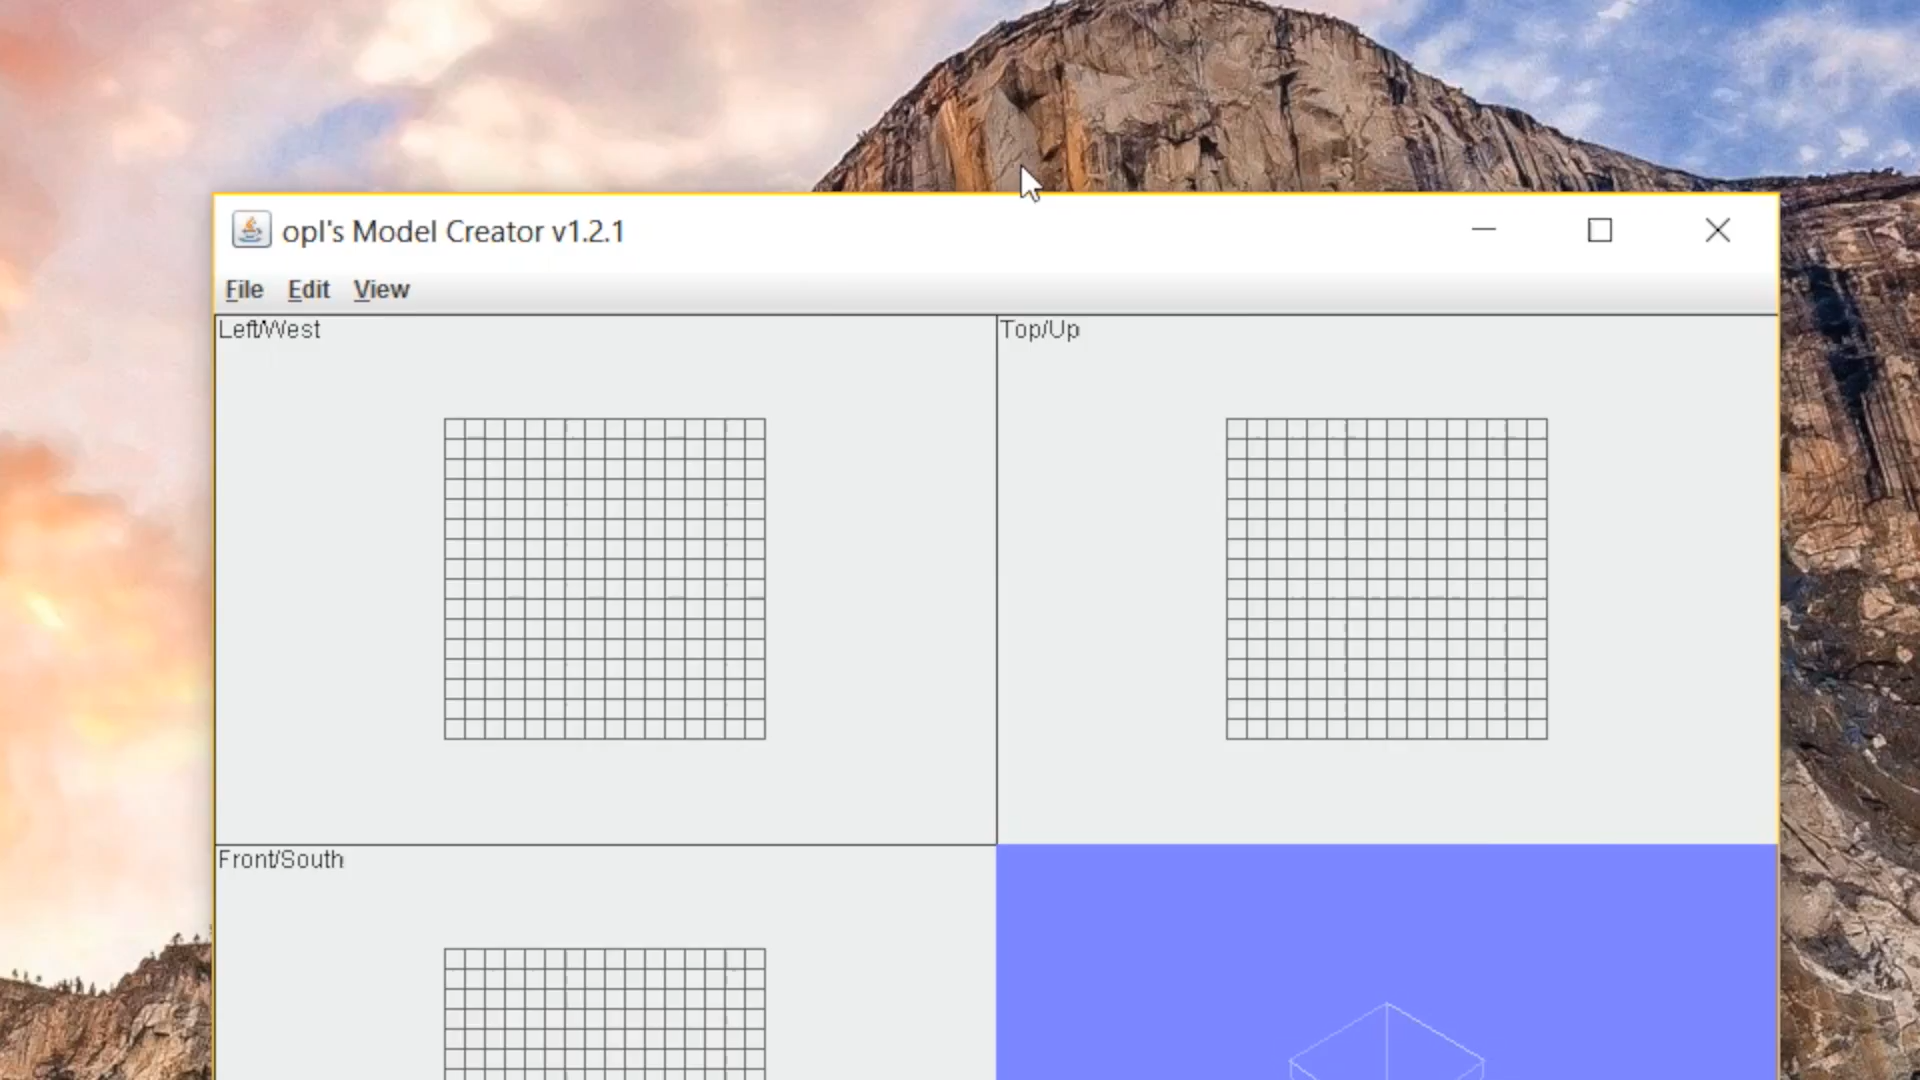 opl's Model Creator v1.2.1
File Edit View
Left/West
Top/Up
Front/South